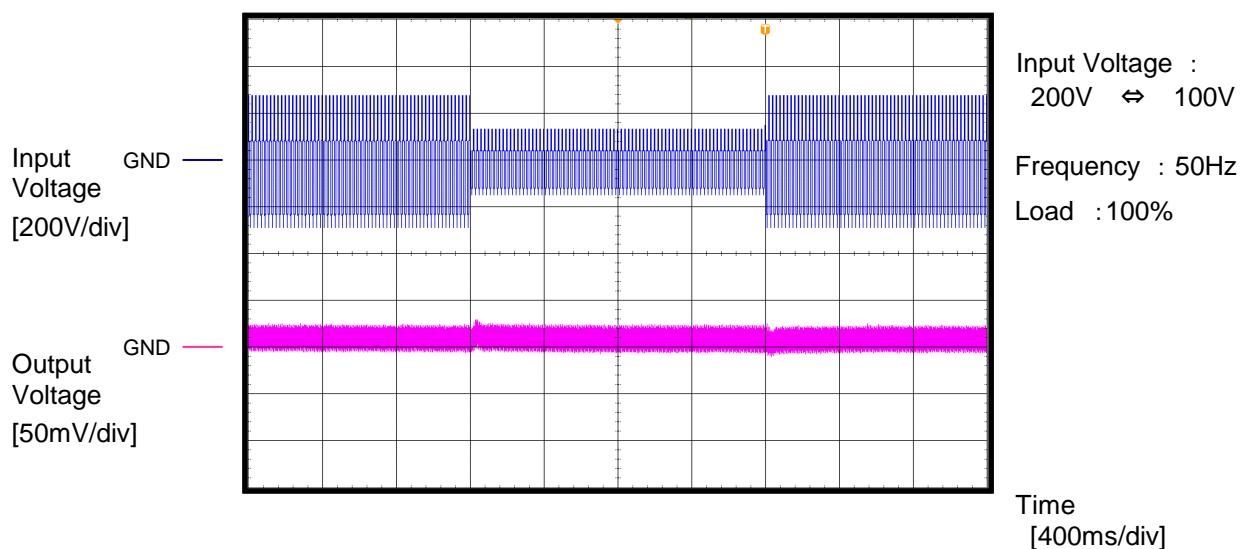 Input
Voltage
[200V/div]
GND
Output
Voltage
[50mV/div]
GND
T
Input Voltage :
200V ⇔ 100V
Frequency : 50Hz
Load :100%
Time
[400ms/div]